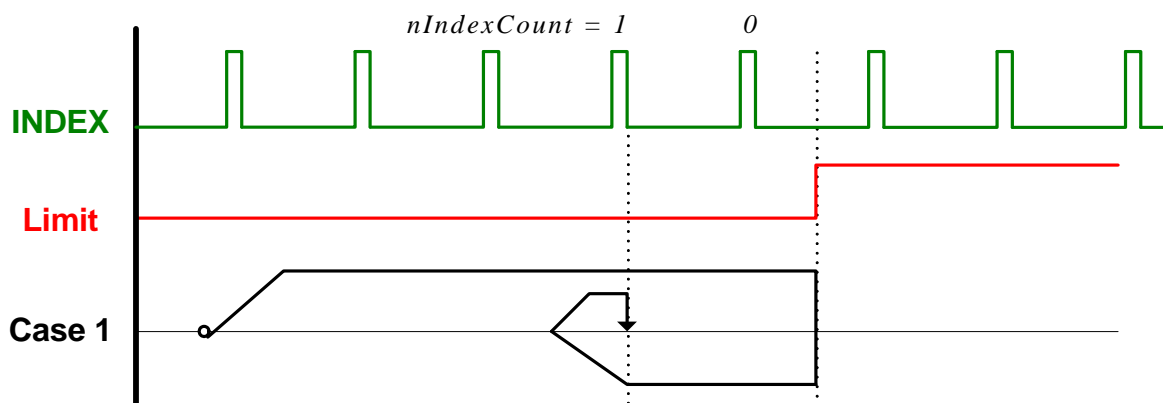 nIndexCount = 1 0
INDEX
Limit
Case 1